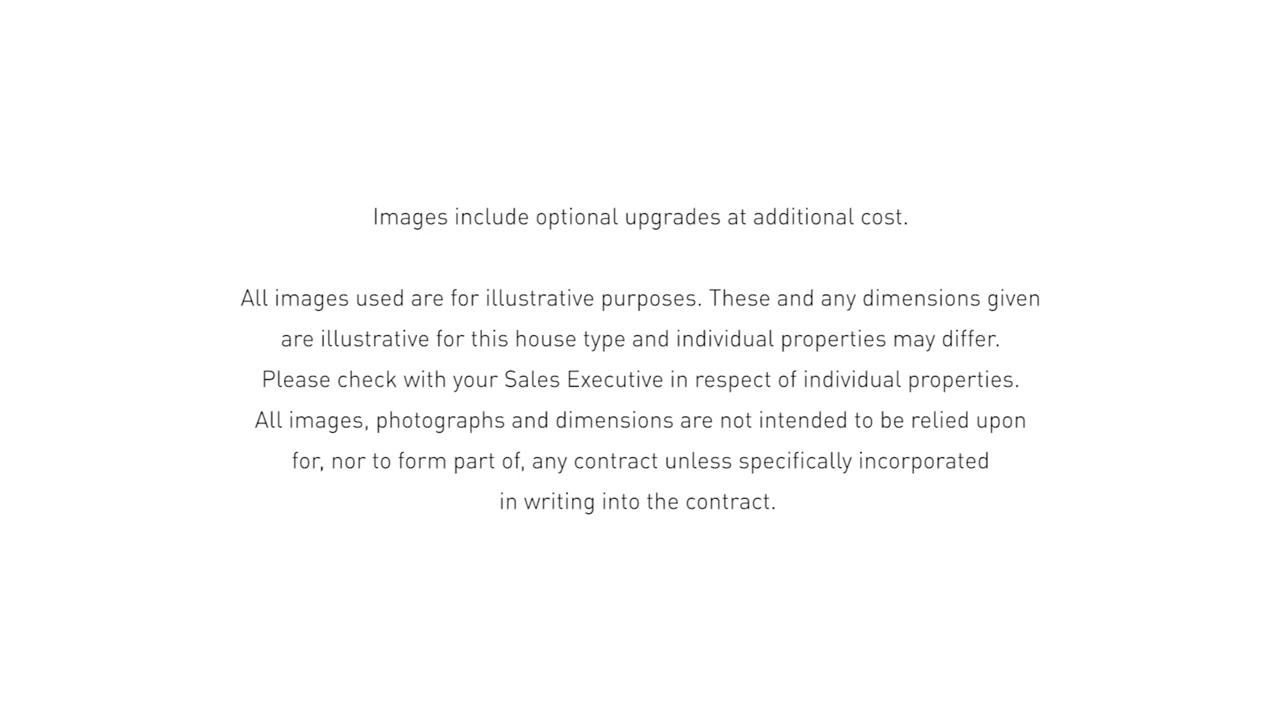 Images include optional upgrades at additional cost.
All images used are for illustrative purposes. These and any dimensions given
are illustrative for this house type and individual properties may differ.
Please check with your Sales Executive in respect of individual properties.
All images, photographs and dimensions are not intended to be relied upon
for, nor to form part of, any contract unless specifically incorporated
in writing into the contract.